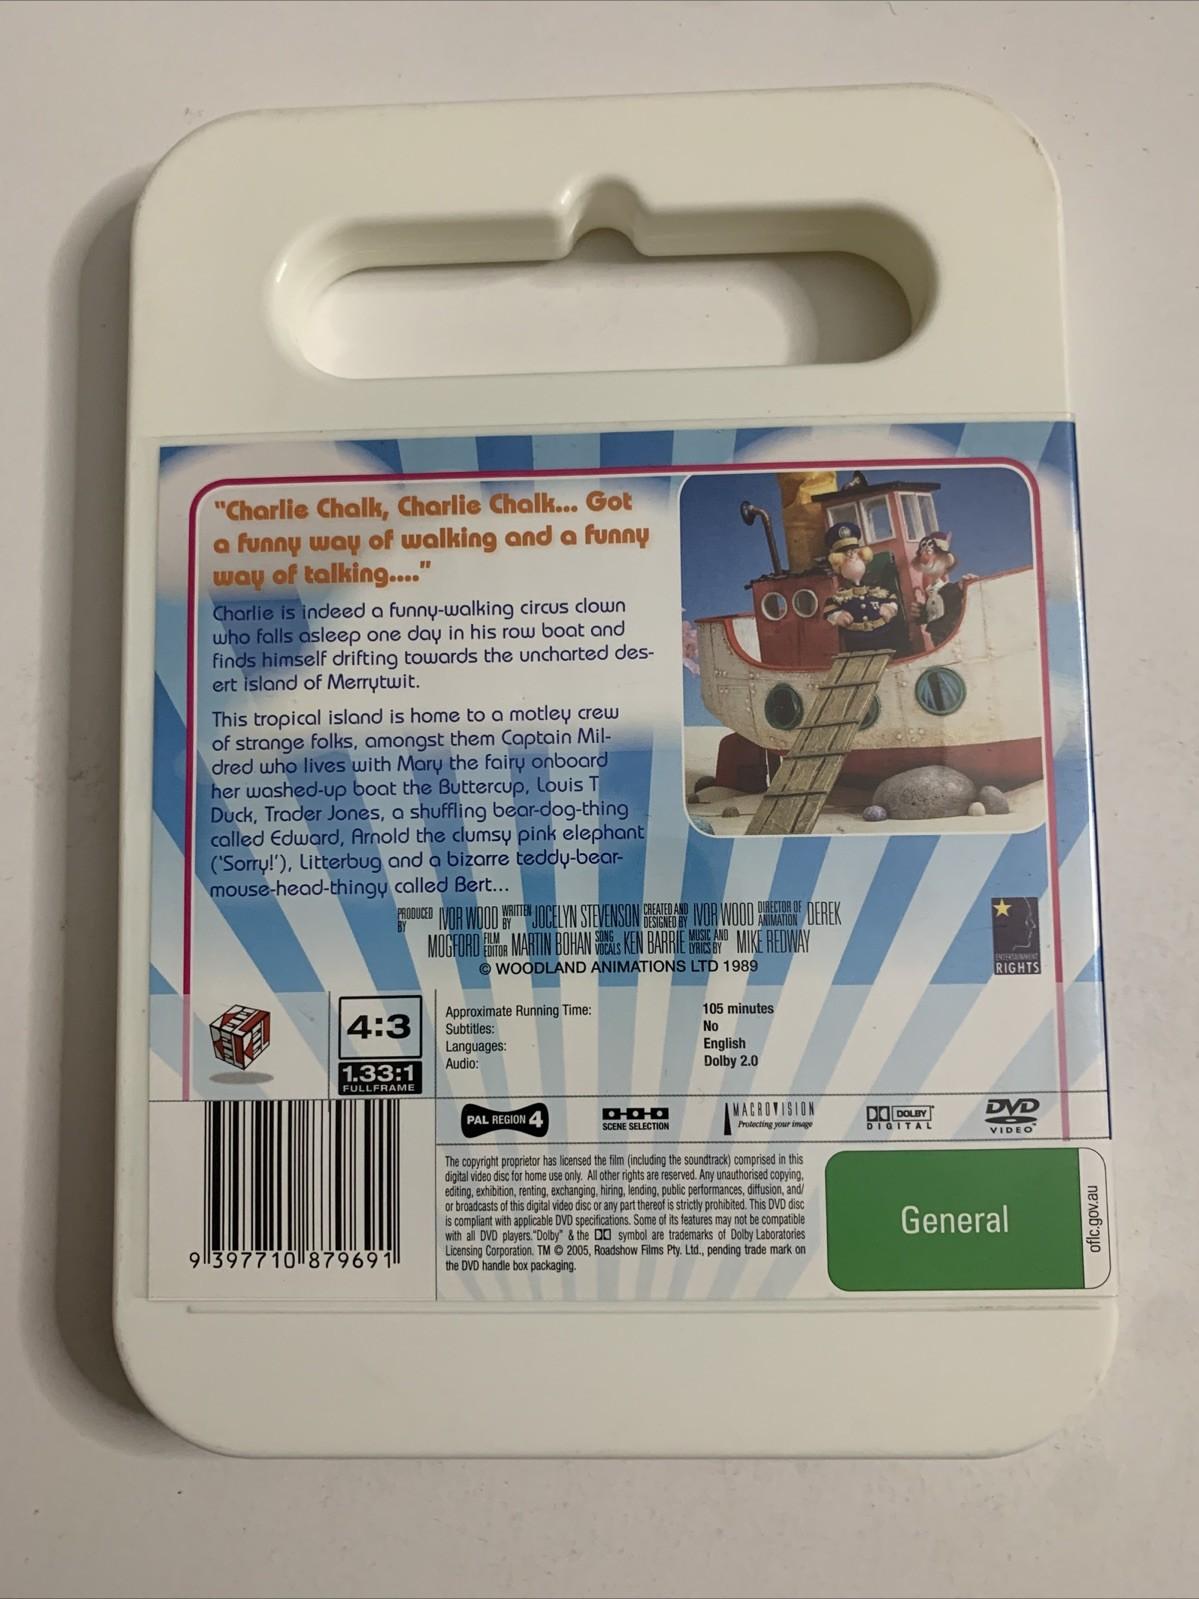 "Charlie Chalk, Charlie Chalk... Got
a funny way of walking and a funny
way of talking...."
Charlie is indeed a funny-walking circus clown
who falls asleep one day in his row boat and
finds himself drifting towards the uncharted des-
ert island of Merrytwit.
This tropical island is home to a motley crew
of strange folks, amongst them Captain Mil-
dred who lives with Mary the fairy onboard
her washed-up boat the Buttercup, Louis T
Duck, Trader Jones, a shuffling bear-dog-thing
called Edward, Arnold the clumsy pink elephant
('Sorry!'), Litterbug and a bizarre teddy-bear-
mouse-head-thingy called Bert...
PRODUCED BY IVOR WOOD WRITTEN BY JOCELYN STEVENSON CREATED AND DESIGNED BY IVOR WOOD DIRECTOR OF ANIMATION DEREK
MOGFORD FILM EDITOR MARTIN BOHAN SONG VOCALS KEN BARRIE MUSIC AND LYRICS BY MIKE REDWAY
© WOODLAND ANIMATIONS LTD 1989
ENTERTAINMENT
RIGHTS
4:3
1.33:1
FULLFRAME
Approximate Running Time: 105 minutes
Subtitles: No
Languages: English
Audio: Dolby 2.0
PAL REGION 4
SCENE SELECTION
MACROVISION
Protecting your image
DOLBY
DIGITAL
DVD
VIDEO
The copyright proprietor has licensed the film (including the soundtrack) comprised in this
digital video disc for home use only. All other rights are reserved. Any unauthorised copying,
editing, exhibition, renting, exchanging, hiring, lending, public performances, diffusion, and/
or broadcasts of this digital video disc or any part thereof is strictly prohibited. This DVD disc
is compliant with applicable DVD specifications. Some of its features may not be compatible
with all DVD players."Dolby" & the symbol are trademarks of Dolby Laboratories
Licensing Corporation. TM © 2005, Roadshow Films Pty. Ltd., pending trade mark on
the DVD handle box packaging.
General
oflc.gov.au
9 397710 879691